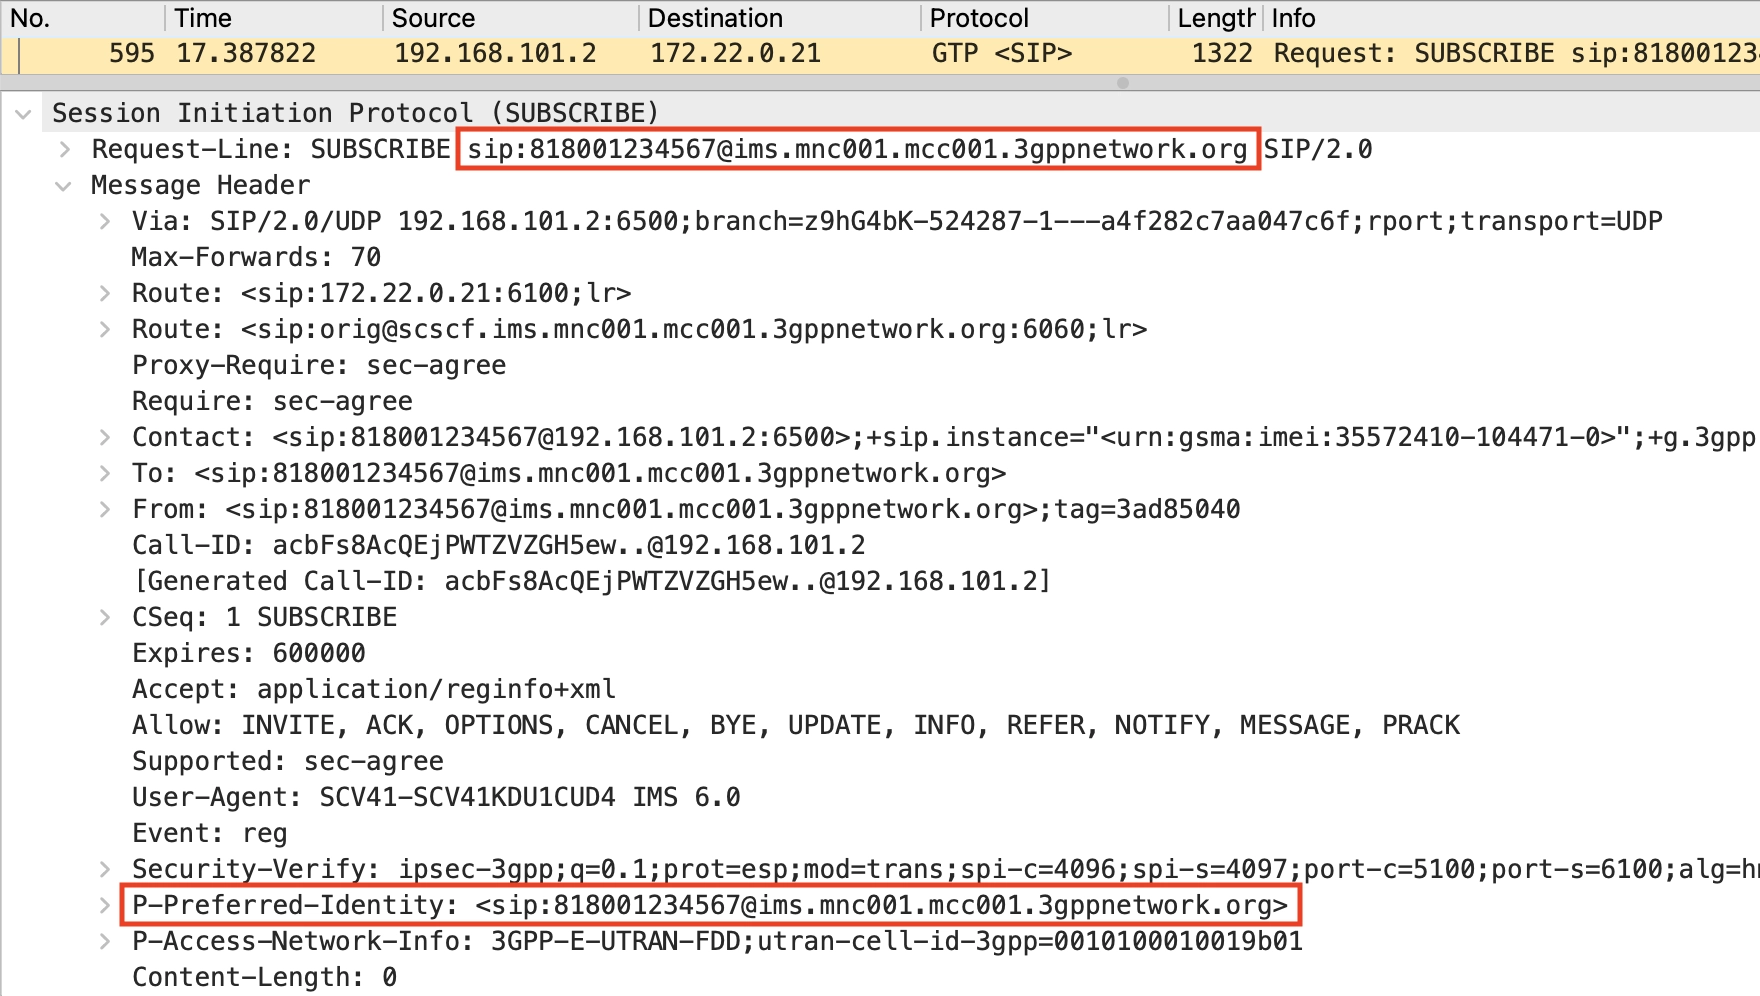 No. Time Source Destination Protocol Length Info
595 17.387822 192.168.101.2 172.22.0.21 GTP <SIP> 1322 Request: SUBSCRIBE sip:818001234
Session Initiation Protocol (SUBSCRIBE)
Request-Line: SUBSCRIBE sip:818001234567@ims.mnc001.mcc001.3gppnetwork.org SIP/2.0
Message Header
Via: SIP/2.0/UDP 192.168.101.2:6500;branch=z9hG4bK-524287-1---a4f282c7aa047c6f;rport;transport=UDP
Max-Forwards: 70
Route: <sip:172.22.0.21:6100;lr>
Route: <sip:orig@scscf.ims.mnc001.mcc001.3gppnetwork.org:6060;lr>
Proxy-Require: sec-agree
Require: sec-agree
Contact: <sip:818001234567@192.168.101.2:6500>;+sip.instance="<urn:gsma:imei:35572410-104471-0>";+g.3gpp
To: <sip:818001234567@ims.mnc001.mcc001.3gppnetwork.org>
From: <sip:818001234567@ims.mnc001.mcc001.3gppnetwork.org>;tag=3ad85040
Call-ID: acbFs8AcQEjPWTZVZGH5ew..@192.168.101.2
[Generated Call-ID: acbFs8AcQEjPWTZVZGH5ew..@192.168.101.2]
CSeq: 1 SUBSCRIBE
Expires: 600000
Accept: application/reginfo+xml
Allow: INVITE, ACK, OPTIONS, CANCEL, BYE, UPDATE, INFO, REFER, NOTIFY, MESSAGE, PRACK
Supported: sec-agree
User-Agent: SCV41-SCV41KDU1CUD4 IMS 6.0
Event: reg
Security-Verify: ipsec-3gpp;q=0.1;prot=esp;mod=trans;spi-c=4096;spi-s=4097;port-c=5100;port-s=6100;alg=hm
P-Preferred-Identity: <sip:818001234567@ims.mnc001.mcc001.3gppnetwork.org>
P-Access-Network-Info: 3GPP-E-UTRAN-FDD;utran-cell-id-3gpp=0010100010019b01
Content-Length: 0